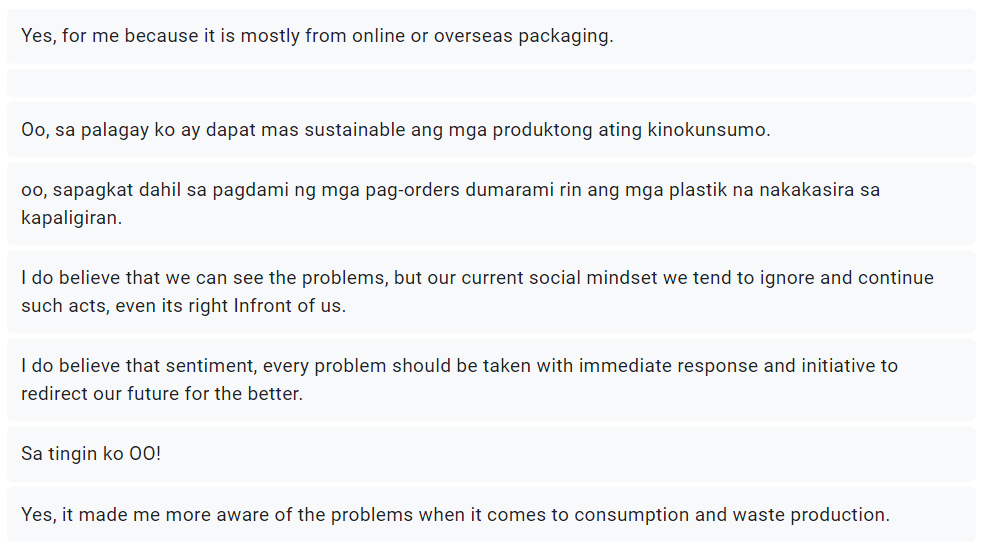 Yes, for me because it is mostly from online or overseas packaging.
Oo, sa palagay ko ay dapat mas sustainable ang mga produktong ating kinokunsumo.
oo, sapagkat dahil sa pagdami ng mga pag-orders dumarami rin ang mga plastik na nakakasira sa
kapaligiran.
I do believe that we can see the problems, but our current social mindset we tend to ignore and continue
such acts, even its right Infront of us.
I do believe that sentiment, every problem should be taken with immediate response and initiative to
redirect our future for the better.
Sa tingin ko OO!
Yes, it made me more aware of the problems when it comes to consumption and waste production.